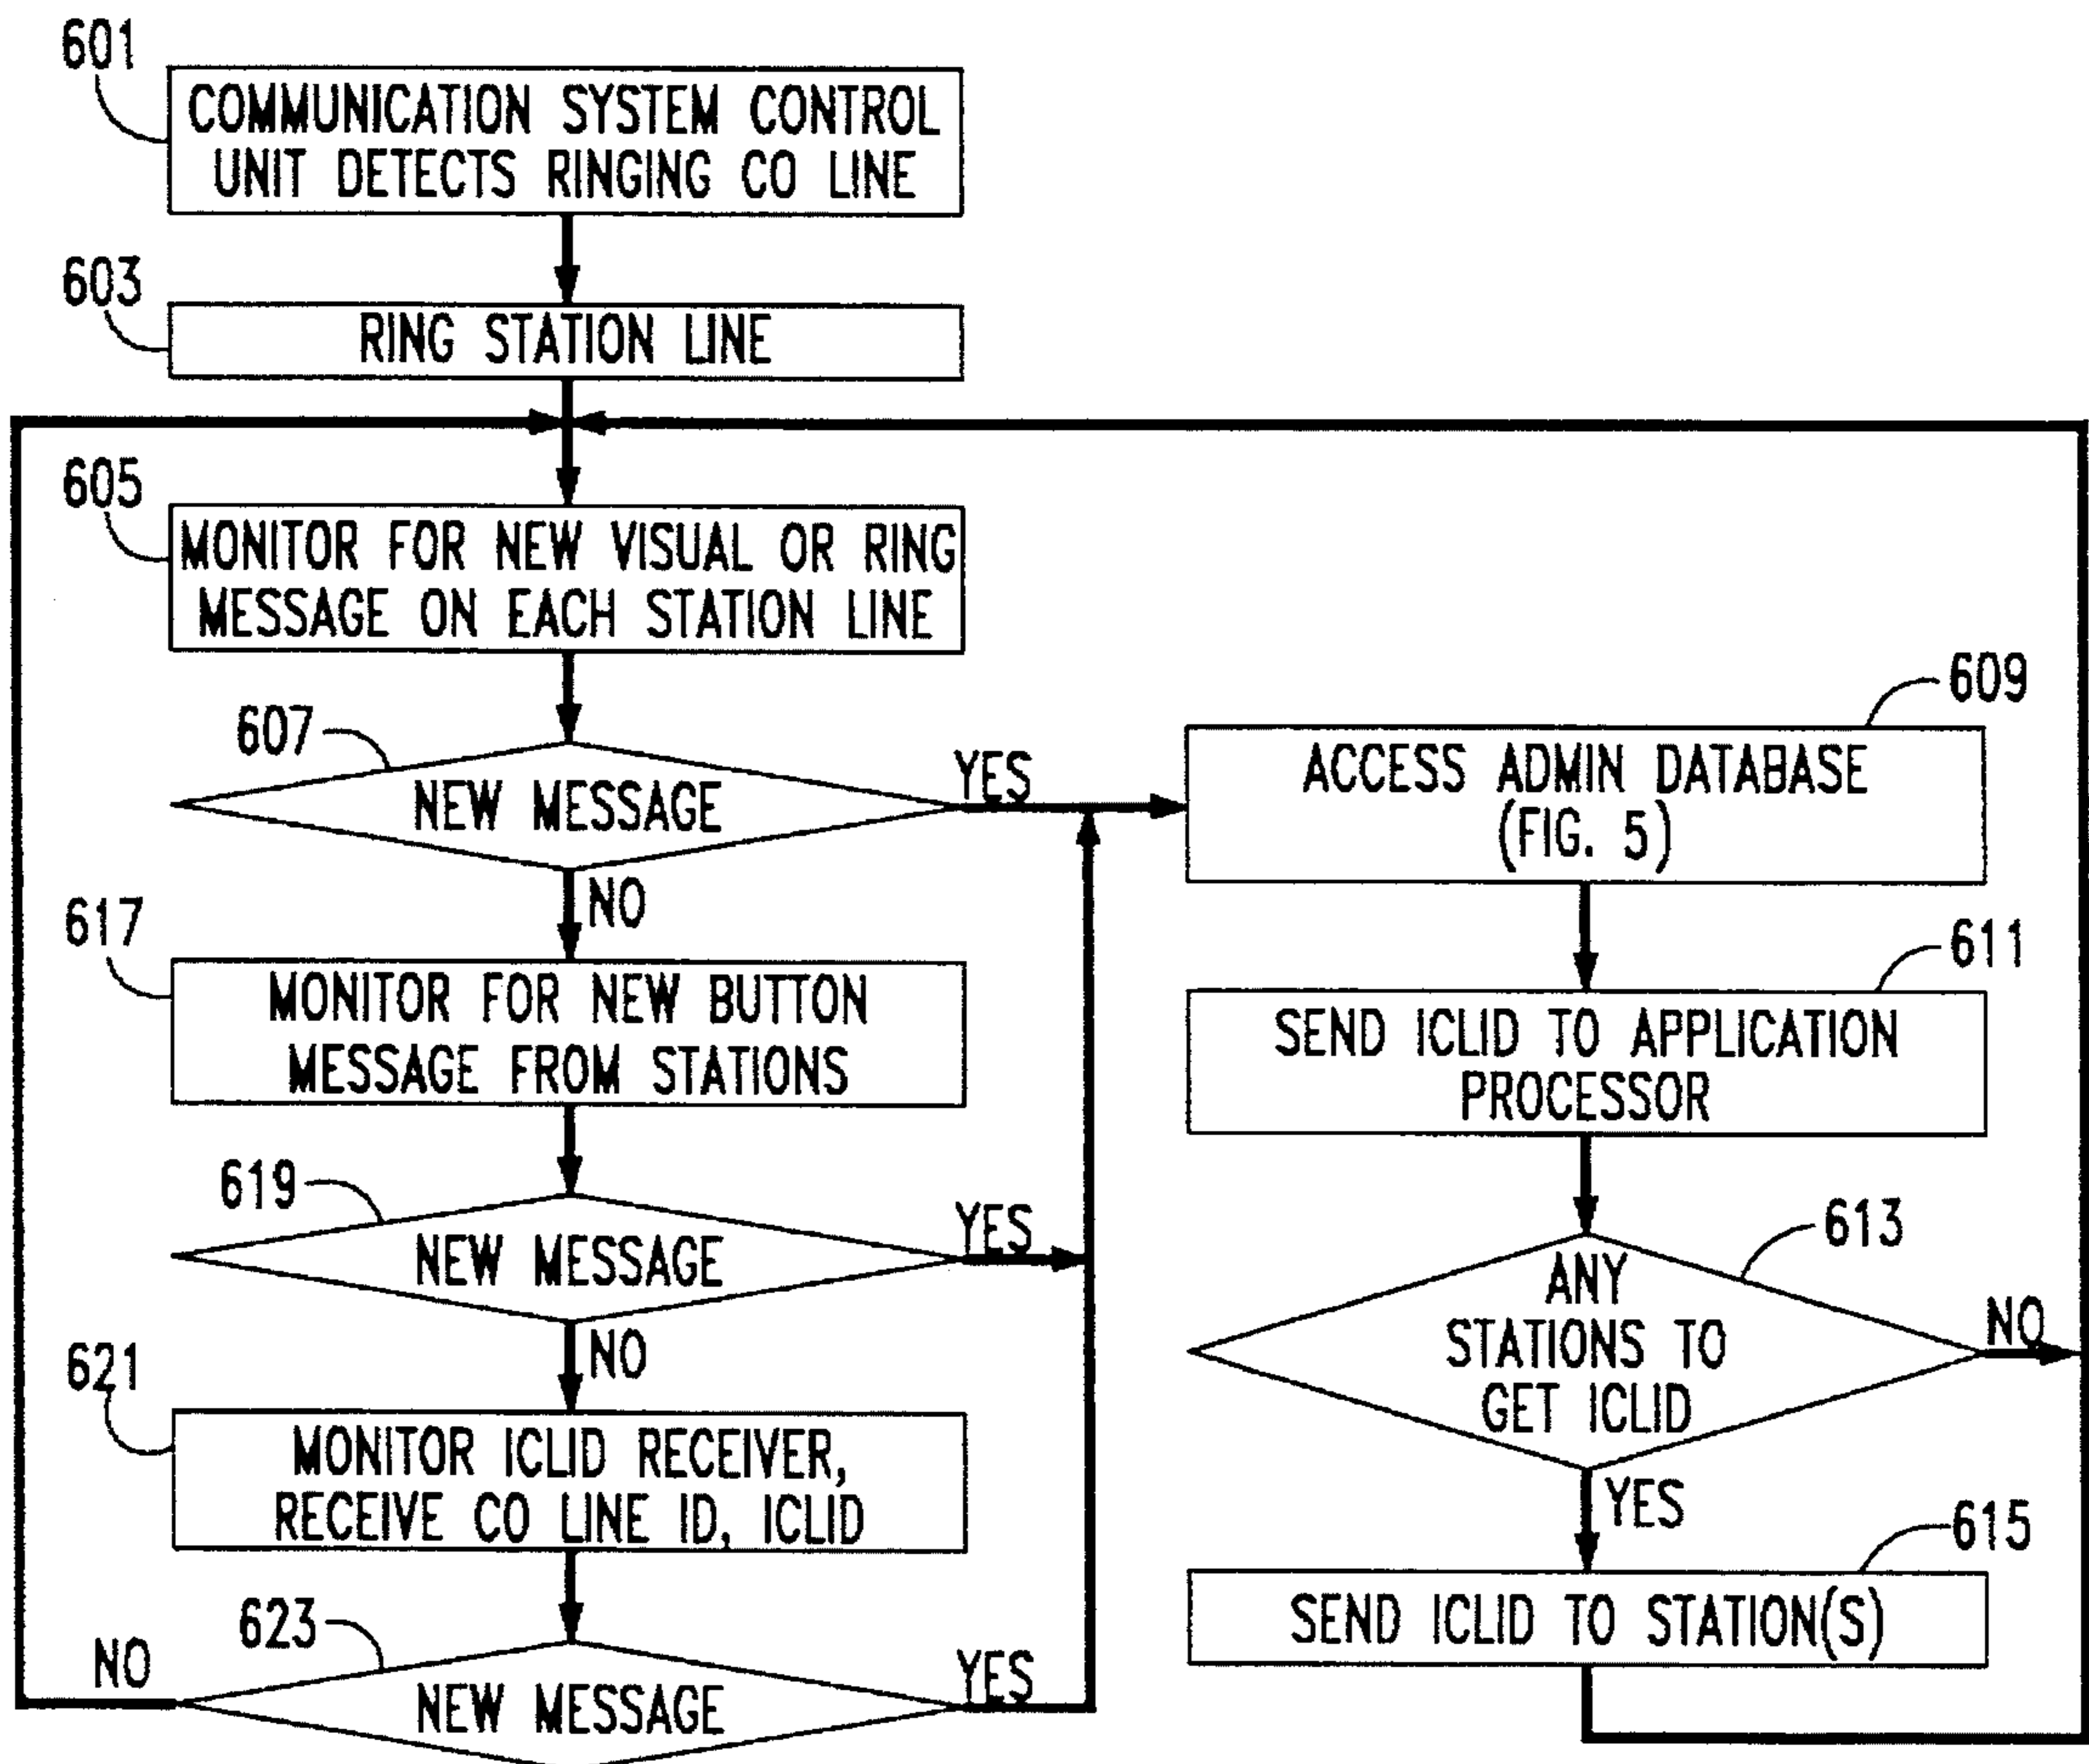 601
COMMUNICATION SYSTEM CONTROL
UNIT DETECTS RINGING CO LINE
603
RING STATION LINE
605
MONITOR FOR NEW VISUAL OR RING
MESSAGE ON EACH STATION LINE
607
NEW MESSAGE
YES
NO
617
MONITOR FOR NEW BUTTON
MESSAGE FROM STATIONS
619
NEW MESSAGE
YES
NO
621
MONITOR ICLID RECEIVER,
RECEIVE CO LINE ID, ICLID
623
NO
NEW MESSAGE
YES
609
ACCESS ADMIN DATABASE
(FIG. 5)
611
SEND ICLID TO APPLICATION
PROCESSOR
613
ANY
STATIONS TO
GET ICLID
NO
YES
615
SEND ICLID TO STATION(S)